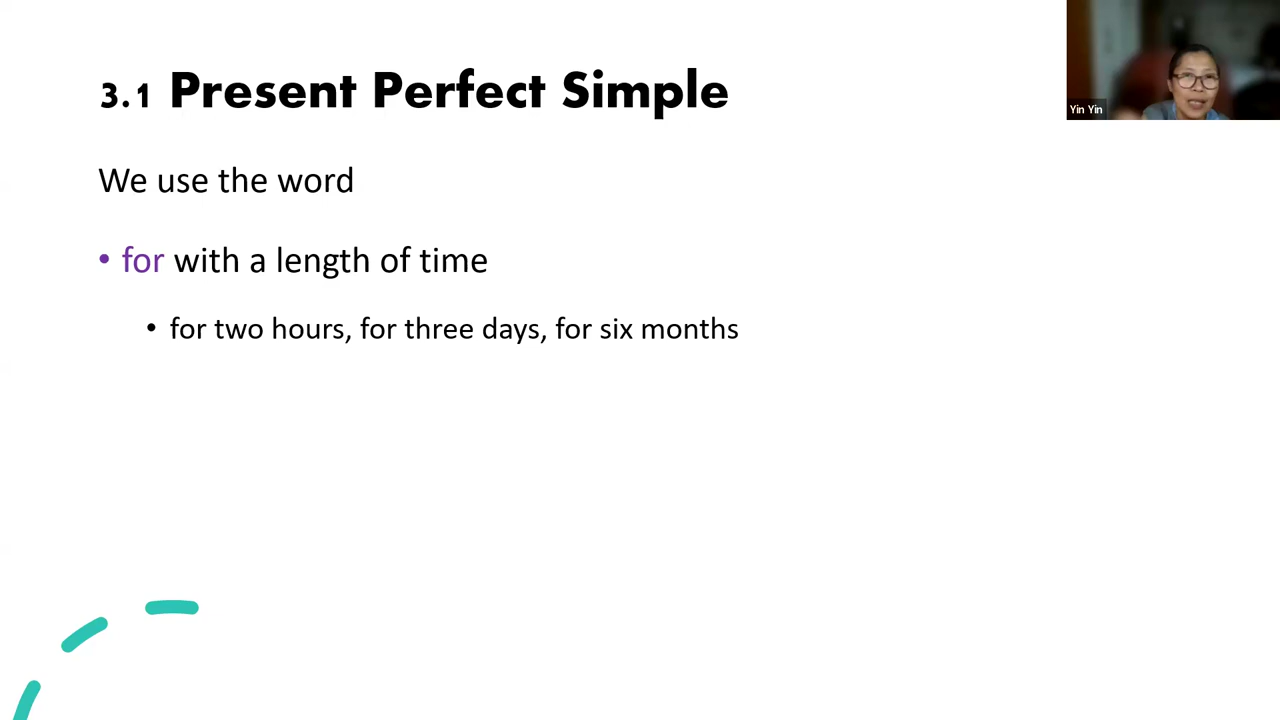 3.1 Present Perfect Simple
Yin Yin
We use the word
• for with a length of time
• for two hours, for three days, for six months